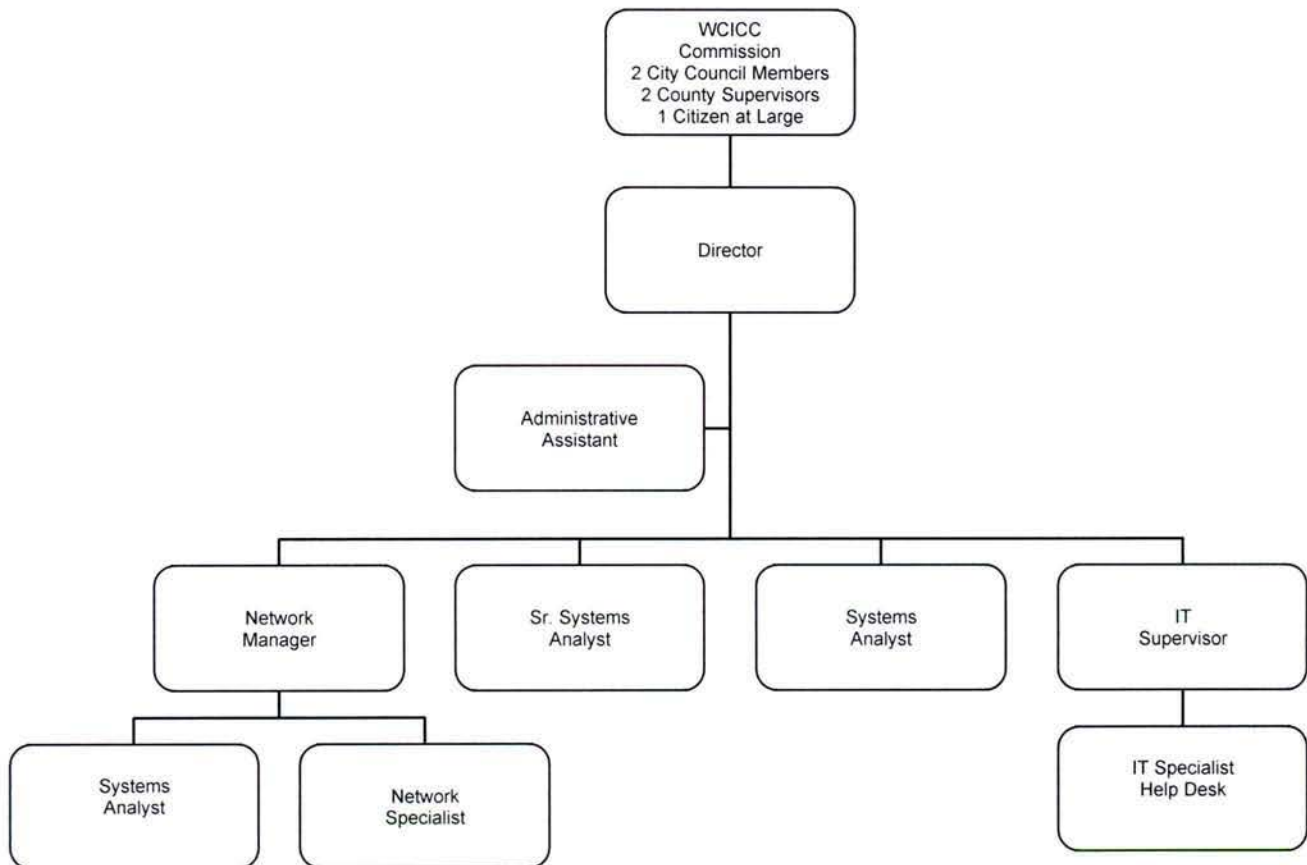 WCICC
Commission
2 City Council Members
2 County Supervisors
1 Citizen at Large
Director
Administrative
Assistant
Network
Manager
Sr. Systems
Analyst
Systems
Analyst
IT
Supervisor
Systems
Analyst
Network
Specialist
IT Specialist
Help Desk